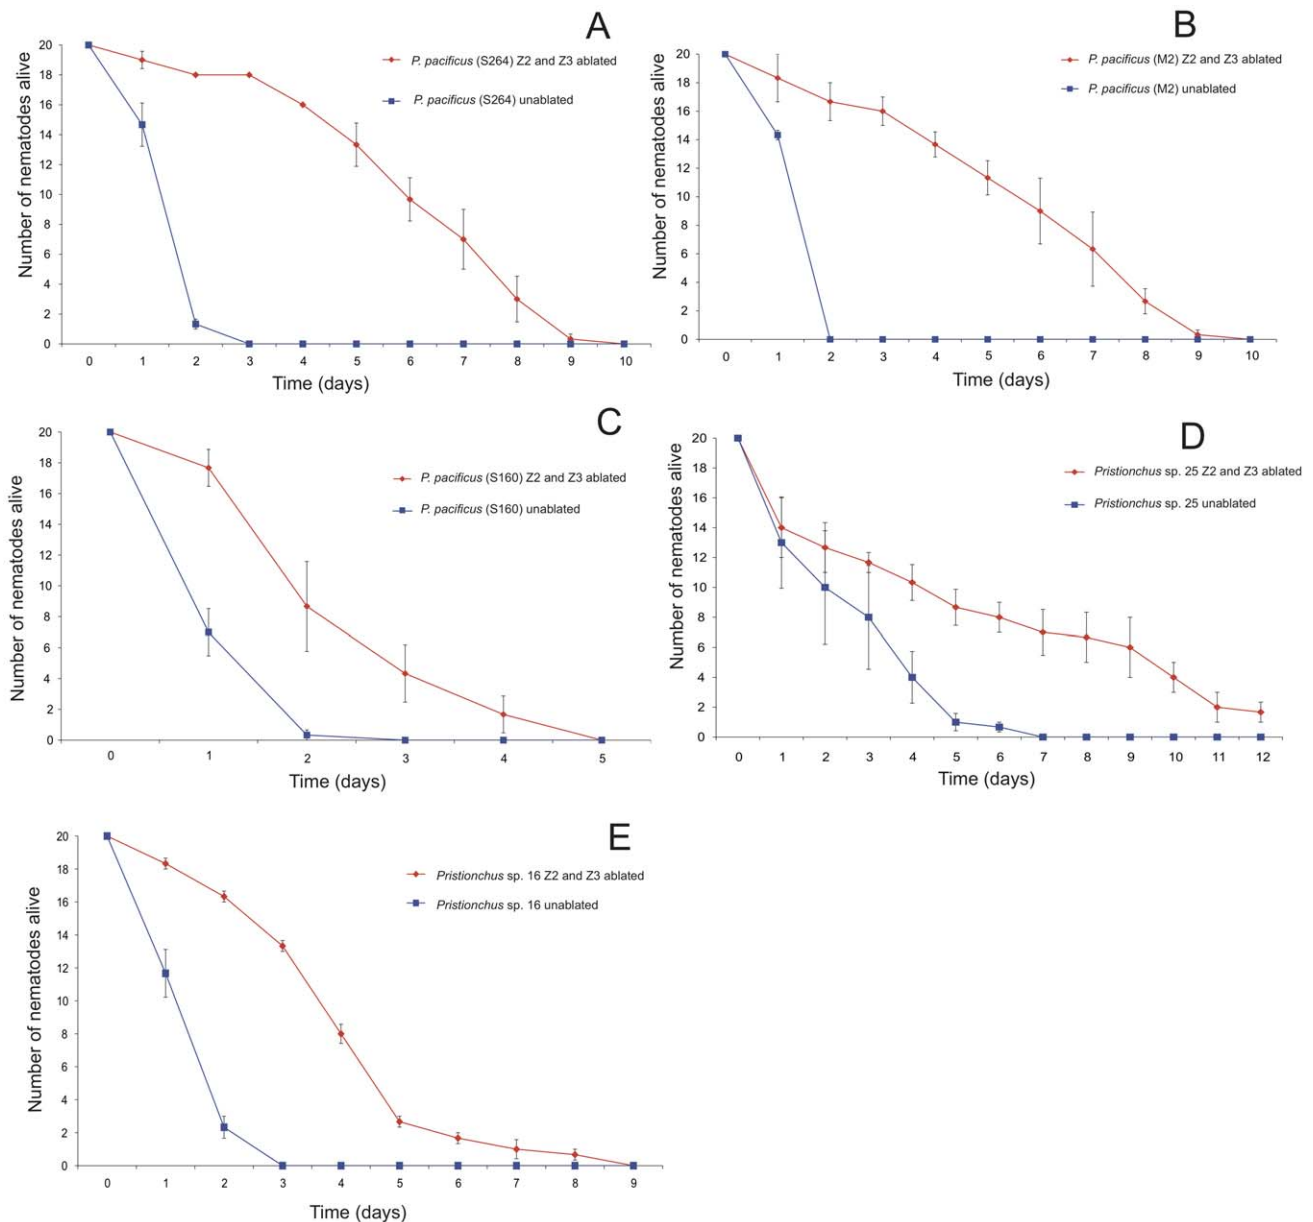 A
P. pacificus (S264) Z2 and Z3 ablated
P. pacificus (S264) unablated
Number of nematodes alive
20
18
16
14
12
10
8
6
4
2
0
0 1 2 3 4 5 6 7 8 9 10
Time (days)
B
P. pacificus (M2) Z2 and Z3 ablated
P. pacificus (M2) unablated
Number of nematodes alive
20
18
16
14
12
10
8
6
4
2
0
0 1 2 3 4 5 6 7 8 9 10
Time (days)
C
P. pacificus (S160) Z2 and Z3 ablated
P. pacificus (S160) unablated
Number of nematodes alive
20
18
16
14
12
10
8
6
4
2
0
0 1 2 3 4 5
Time (days)
D
Pristionchus sp. 25 Z2 and Z3 ablated
Pristionchus sp. 25 unablated
Number of nematodes alive
20
18
16
14
12
10
8
6
4
2
0
0 1 2 3 4 5 6 7 8 9 10 11 12
Time (days)
E
Pristionchus sp. 16 Z2 and Z3 ablated
Pristionchus sp. 16 unablated
Number of nematodes alive
20
18
16
14
12
10
8
6
4
2
0
0 1 2 3 4 5 6 7 8 9
Time (days)